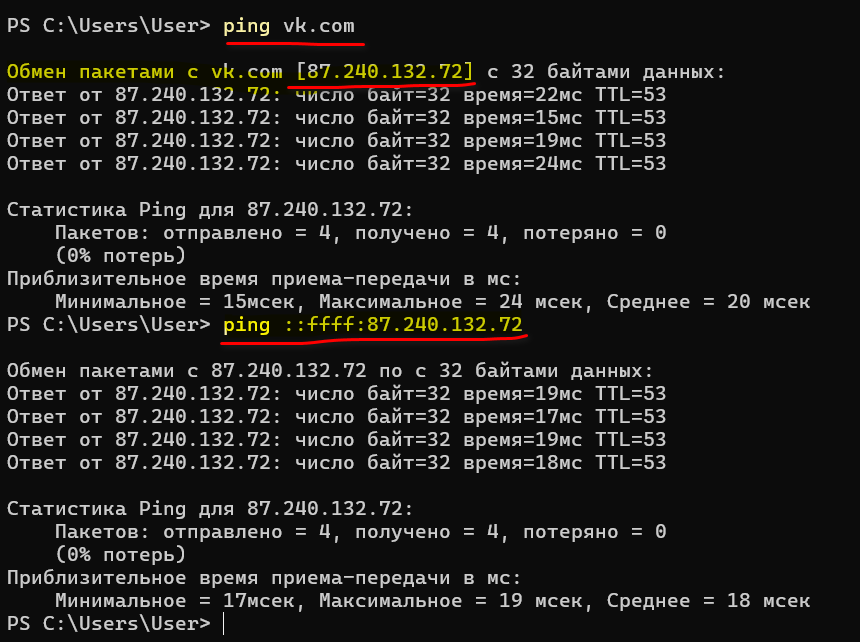 PS C:\Users\User> ping vk.com
Обмен пакетами с vk.com [87.240.132.72] с 32 байтами данных:
Ответ от 87.240.132.72: число байт=32 время=22мс TTL=53
Ответ от 87.240.132.72: число байт=32 время=15мс TTL=53
Ответ от 87.240.132.72: число байт=32 время=19мс TTL=53
Ответ от 87.240.132.72: число байт=32 время=24мс TTL=53
Статистика Ping для 87.240.132.72:
Пакетов: отправлено = 4, получено = 4, потеряно = 0
(0% потерь)
Приблизительное время приема-передачи в мс:
Минимальное = 15мсек, Максимальное = 24 мсек, Среднее = 20 мсек
PS C:\Users\User> ping ::ffff:87.240.132.72
Обмен пакетами с 87.240.132.72 по с 32 байтами данных:
Ответ от 87.240.132.72: число байт=32 время=19мс TTL=53
Ответ от 87.240.132.72: число байт=32 время=17мс TTL=53
Ответ от 87.240.132.72: число байт=32 время=19мс TTL=53
Ответ от 87.240.132.72: число байт=32 время=18мс TTL=53
Статистика Ping для 87.240.132.72:
Пакетов: отправлено = 4, получено = 4, потеряно = 0
(0% потерь)
Приблизительное время приема-передачи в мс:
Минимальное = 17мсек, Максимальное = 19 мсек, Среднее = 18 мсек
PS C:\Users\User>